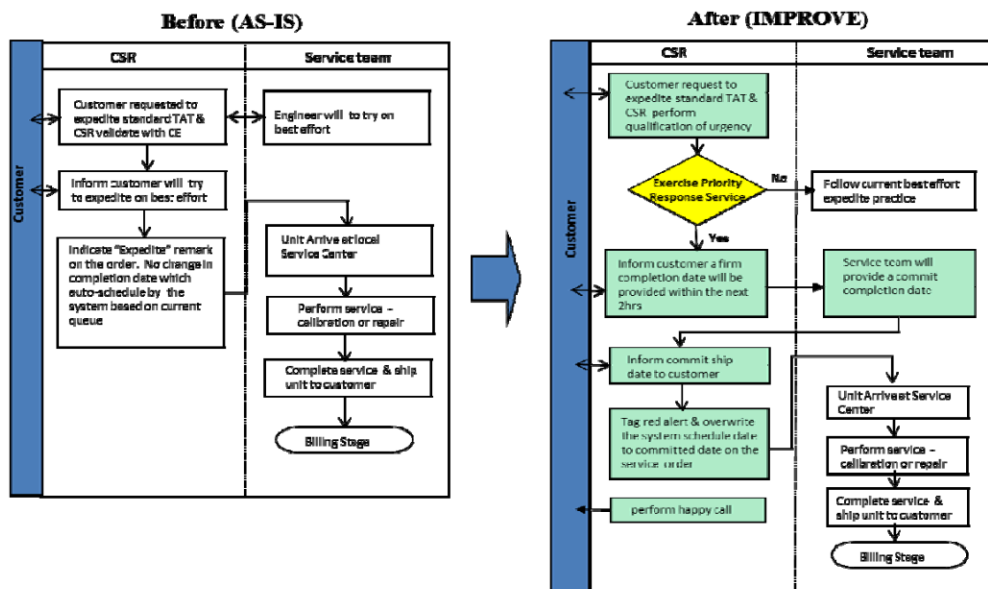 Before (AS-IS)
CSR
Service team
Customer
Customer requested to
expedite standard TAT &
CSR validate with CE
Engineer will to try on
best effort
Inform customer will try
to expedite on best effort
Indicate "Expedite" remark
on the order. No change in
completion date which
auto-schedule by the
system based on current
queue
Unit Arrive at local
Service Center
Perform service –
calibration or repair
Complete service & ship
unit to customer
Billing Stage
After (IMPROVE)
CSR
Service team
Customer
Customer request to
expedite standard TAT &
CSR perform
qualification of urgency
Exercise Priority
Response Service
No
Follow current best effort
expedite practice
Yes
Inform customer a firm
completion date will be
provided within the next
2hrs
Service team will
provide a commit
completion date
Inform commit ship
date to customer
Tag red alert & overwrite
the system schedule date
to committed date on the
service order
Unit Arrive at Service
Center
Perform service –
calibration or repair
Complete service &
ship unit to customer
perform happy call
Billing Stage